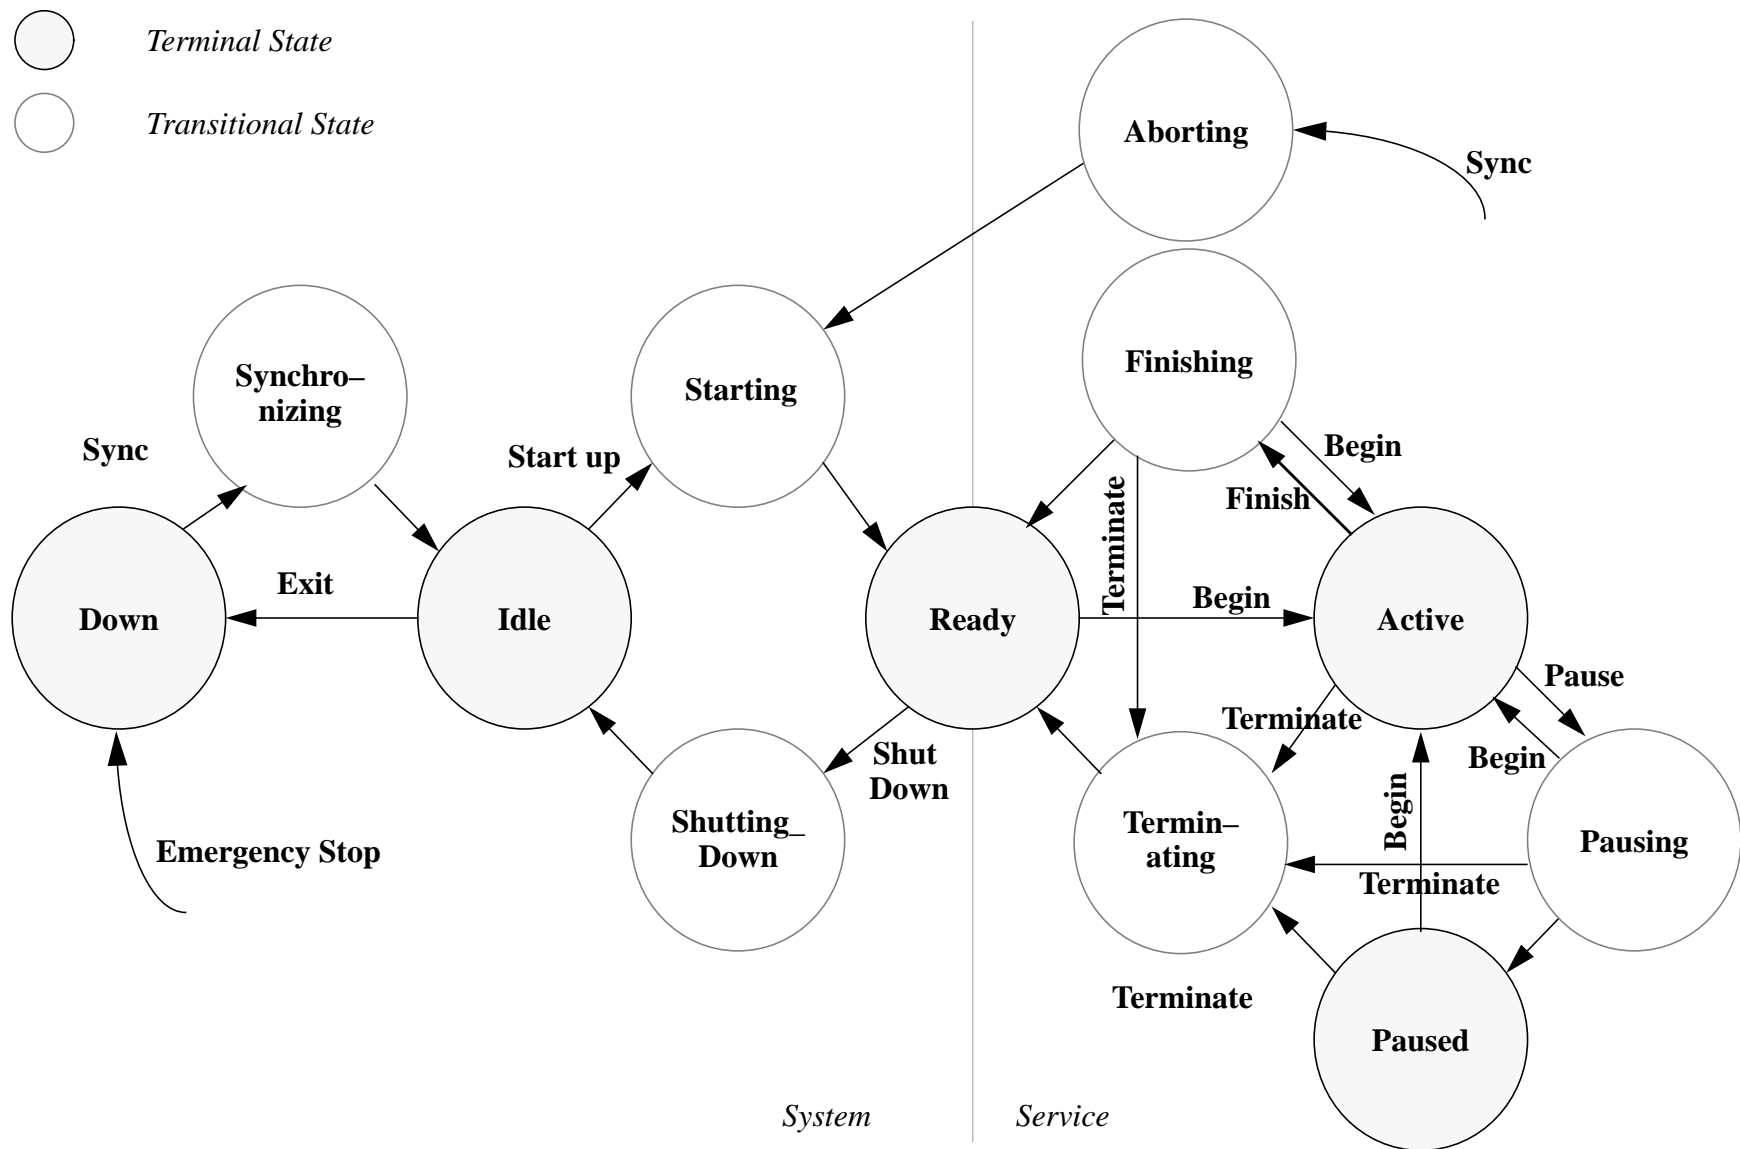 Terminal State
Transitional State
Aborting
Sync
Finishing
Synchro–
nizing
Starting
Sync
Start up
Begin
Finish
Terminate
Exit
Begin
Down
Idle
Ready
Active
Pause
Terminate
Shut
Down
Begin
Begin
Shutting_
Down
Termin–
ating
Pausing
Emergency Stop
Terminate
Terminate
Paused
System
Service